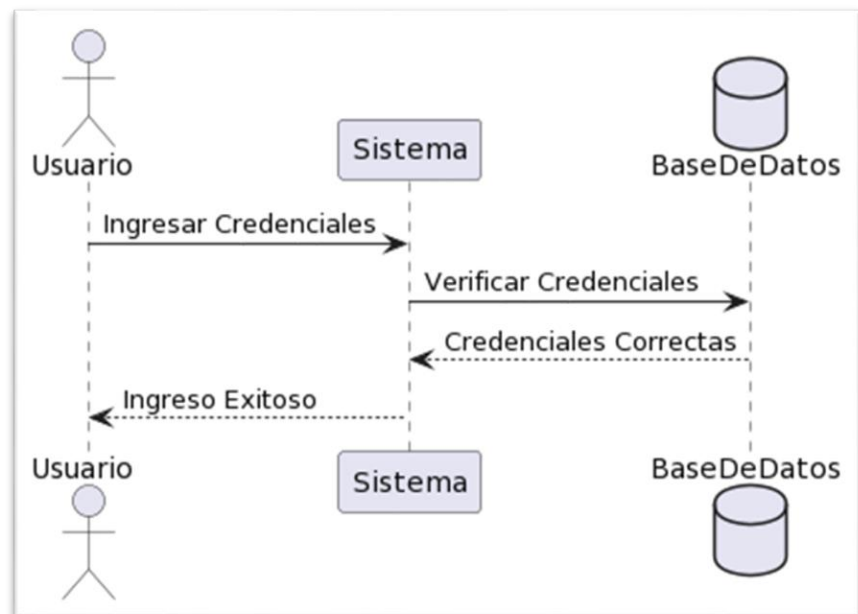 Usuario
Sistema
BaseDeDatos
Ingresar Credenciales
Verificar Credenciales
Credenciales Correctas
Ingreso Exitoso
Usuario
Sistema
BaseDeDatos